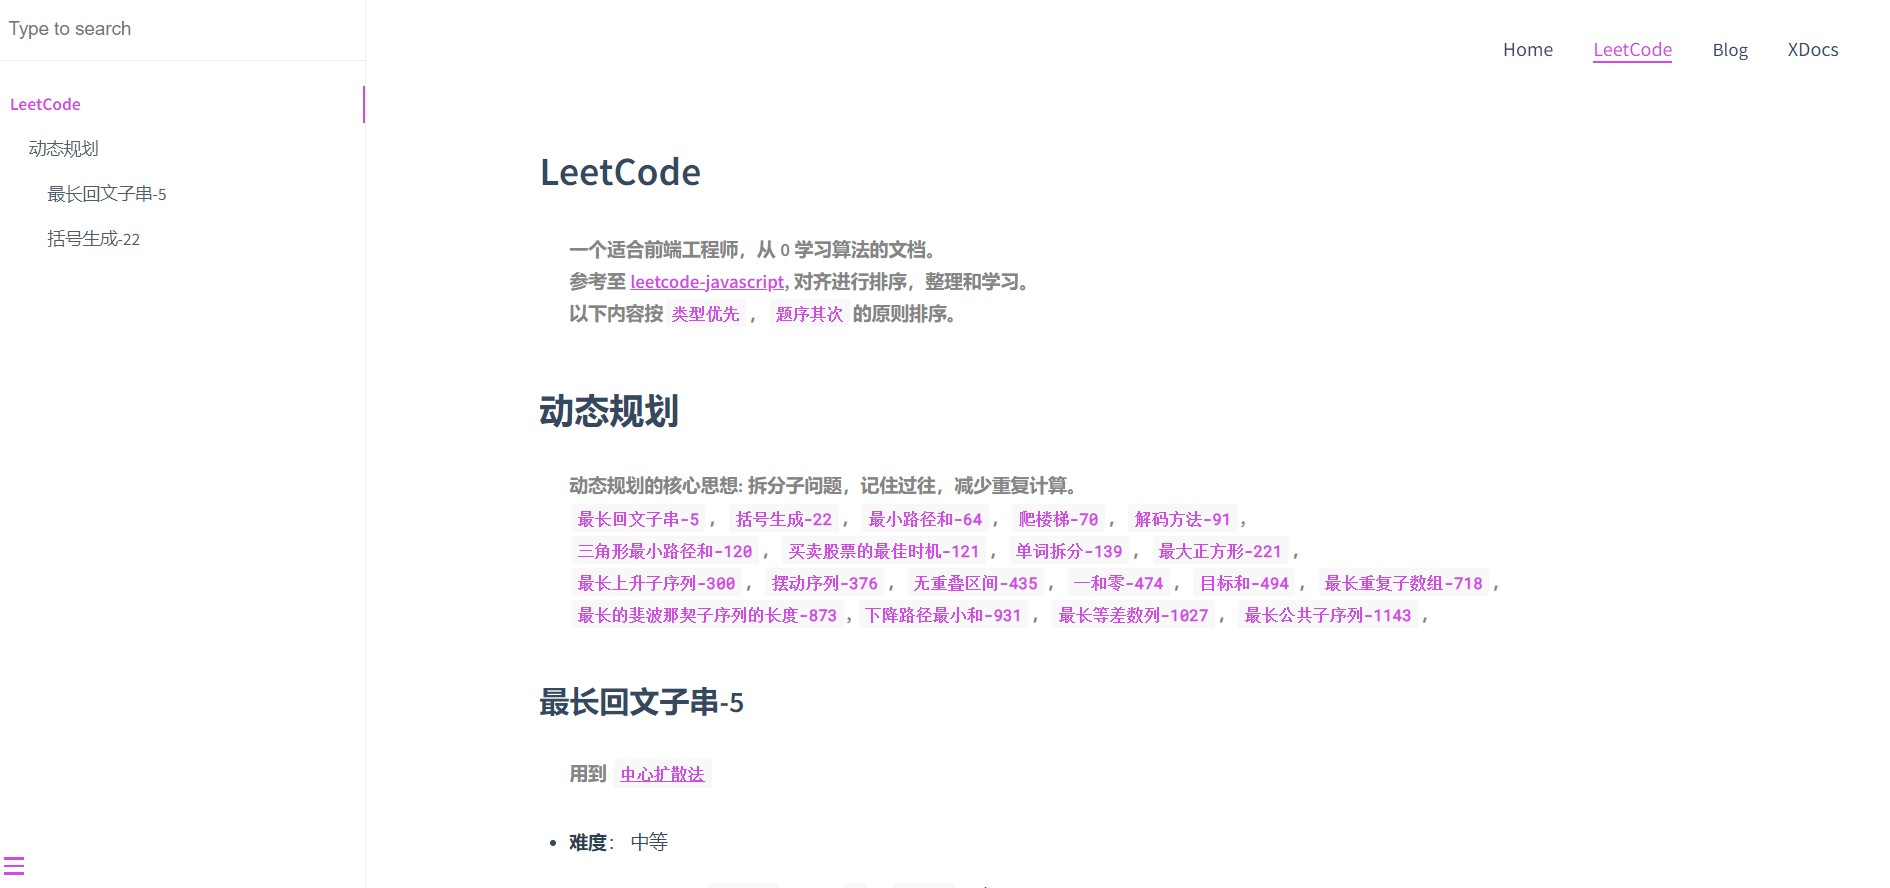 Type to search
Home LeetCode Blog XDocs
LeetCode
动态规划
最长回文子串-5
括号生成-22
LeetCode
一个适合前端工程师，从 0 学习算法的文档。
参考至 leetcode-javascript, 对齐进行排序，整理和学习。
以下内容按 类型优先 ， 题序其次 的原则排序。
动态规划
动态规划的核心思想: 拆分子问题，记住过往，减少重复计算。
最长回文子串-5 ， 括号生成-22 ， 最小路径和-64 ， 爬楼梯-70 ， 解码方法-91 ，
三角形最小路径和-120 ， 买卖股票的最佳时机-121 ， 单词拆分-139 ， 最大正方形-221 ，
最长上升子序列-300 ， 摆动序列-376 ， 无重叠区间-435 ， 一和零-474 ， 目标和-494 ， 最长重复子数组-718 ，
最长的斐波那契子序列的长度-873 ，下降路径最小和-931 ， 最长等差数列-1027 ， 最长公共子序列-1143 ，
最长回文子串-5
用到 中心扩散法
• 难度： 中等